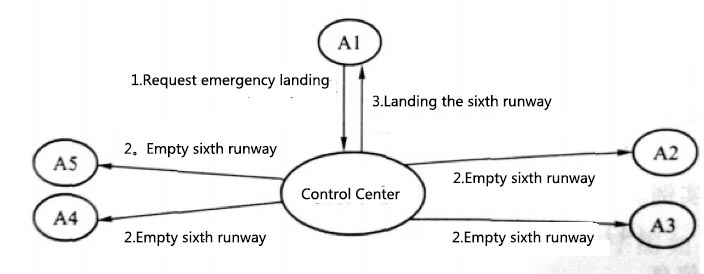 A1
1.Request emergency landing
3.Landing the sixth runway
2。Empty sixth runway
A5
A2
2.Empty sixth runway
Control Center
A4
A3
2.Empty sixth runway
2.Empty sixth runway